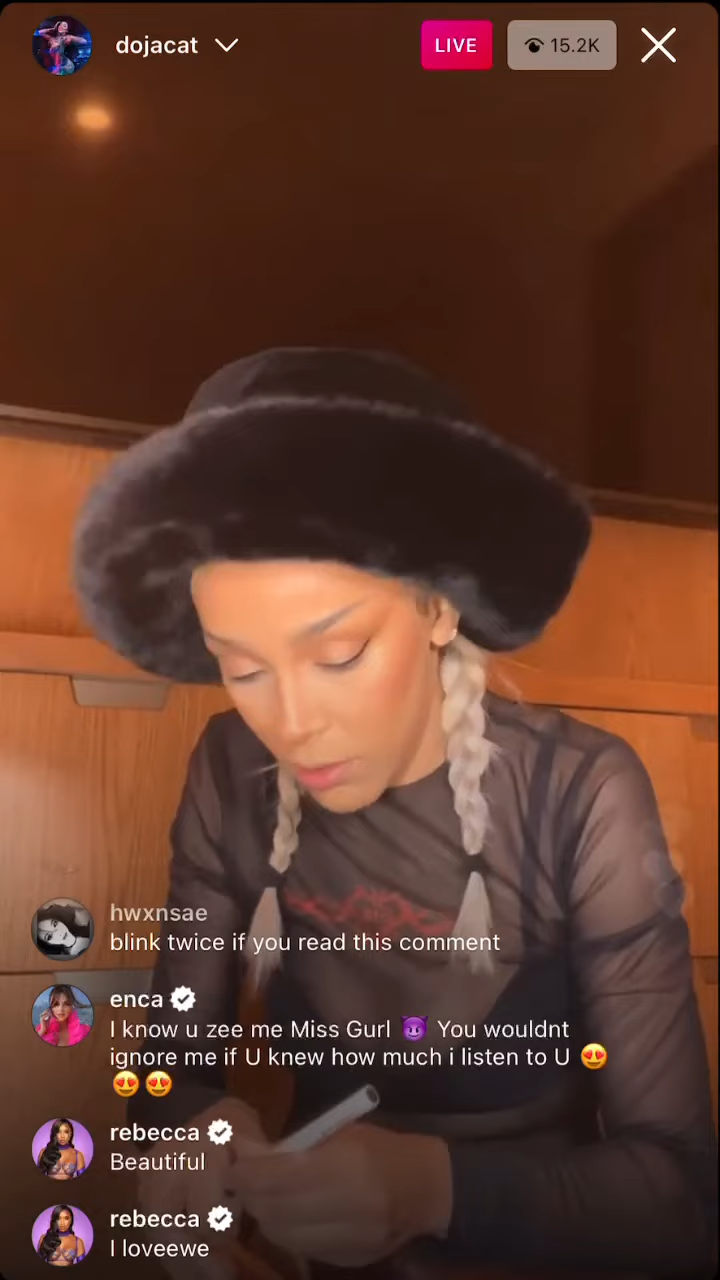 dojacat
LIVE
15.2K
hwxnsae
blink twice if you read this comment
enca
I know u zee me Miss Gurl 😈 You wouldnt
ignore me if U knew how much i listen to U 😍
😍😍
rebecca
Beautiful
rebecca
I loveewe